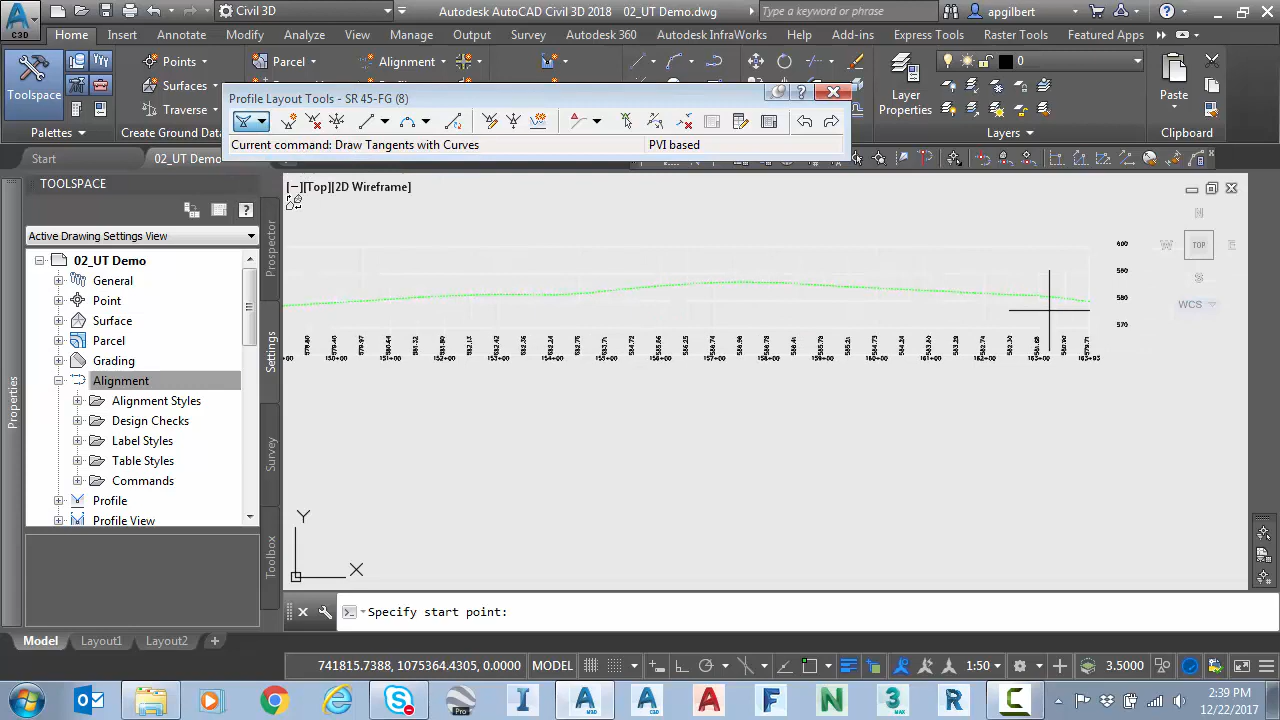 Civil 3D
Autodesk AutoCAD Civil 3D 2018 02_UT Demo.dwg
Type a keyword or phrase
apgilbert
C3D
Home
Insert
Annotate
Modify
Analyze
View
Manage
Output
Survey
Autodesk 360
Autodesk InfraWorks
Help
Add-ins
Express Tools
Raster Tools
Featured Apps
Toolspace
Points
Surfaces
Traverse
Parcel
Alignment
Layer Properties
0
Paste
Palettes
Create Ground Data
Layers
Clipboard
Profile Layout Tools - SR 45-FG (8)
Current command: Draw Tangents with Curves
PVI based
Start
02_UT Demo
TOOLSPACE
Active Drawing Settings View
02_UT Demo
General
Point
Surface
Parcel
Grading
Alignment
Alignment Styles
Design Checks
Label Styles
Table Styles
Commands
Profile
Profile View
Prospector
Settings
Survey
Toolbox
Properties
[−][Top][2D Wireframe]
N
W
TOP
E
S
WCS
600
590
580
570
Y
X
Specify start point:
Model
Layout1
Layout2
741815.7388, 1075364.4305, 0.0000
MODEL
1:50
3.5000
2:39 PM
12/22/2017